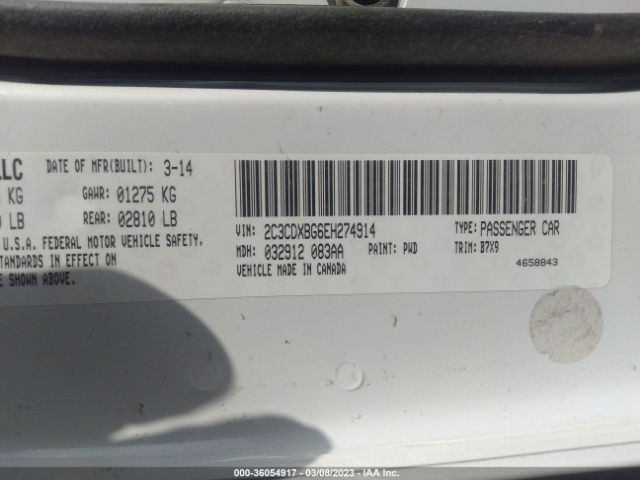 LLC DATE OF MFR(BUILT): 3-14
KG GAWR: 01275 KG
LB REAR: 02810 LB
U.S.A. FEDERAL MOTOR VEHICLE SAFETY.
STANDARDS IN EFFECT ON
SHOWN ABOVE.
VIN: 2C3CDXBG6EH274914 TYPE: PASSENGER CAR
MDH: 032912 083AA PAINT: PWD TRIM: B7X9
VEHICLE MADE IN CANADA
4658843
000-36054917 - 03/08/2023 - IAA Inc.